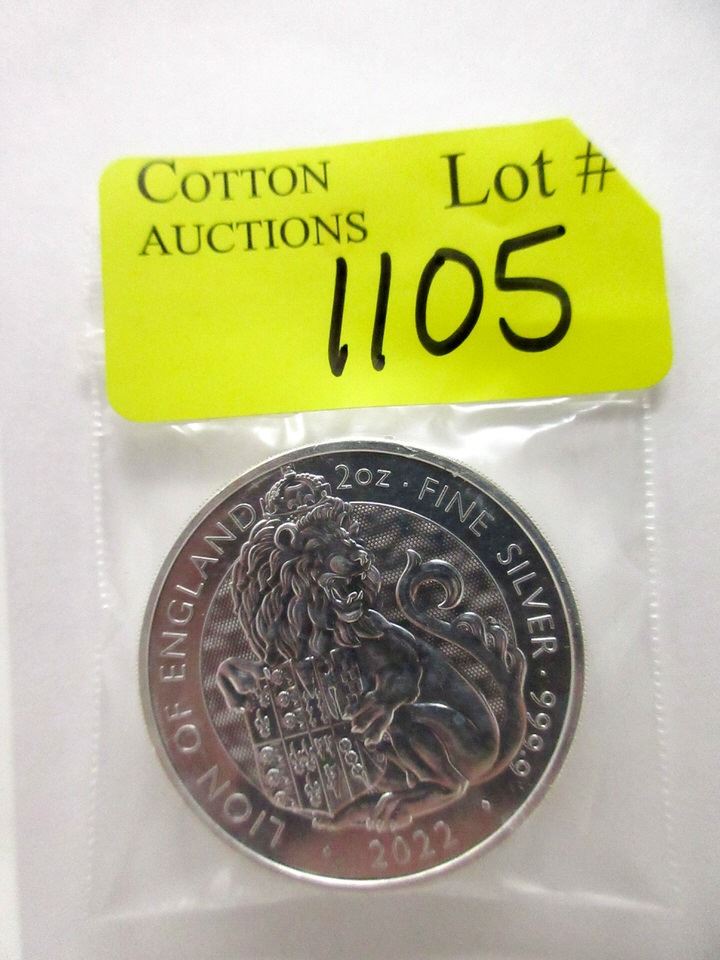 COTTON AUCTIONS
Lot #
1105
LION OF ENGLAND 2oz · FINE SILVER · 999.9
· 2022 ·